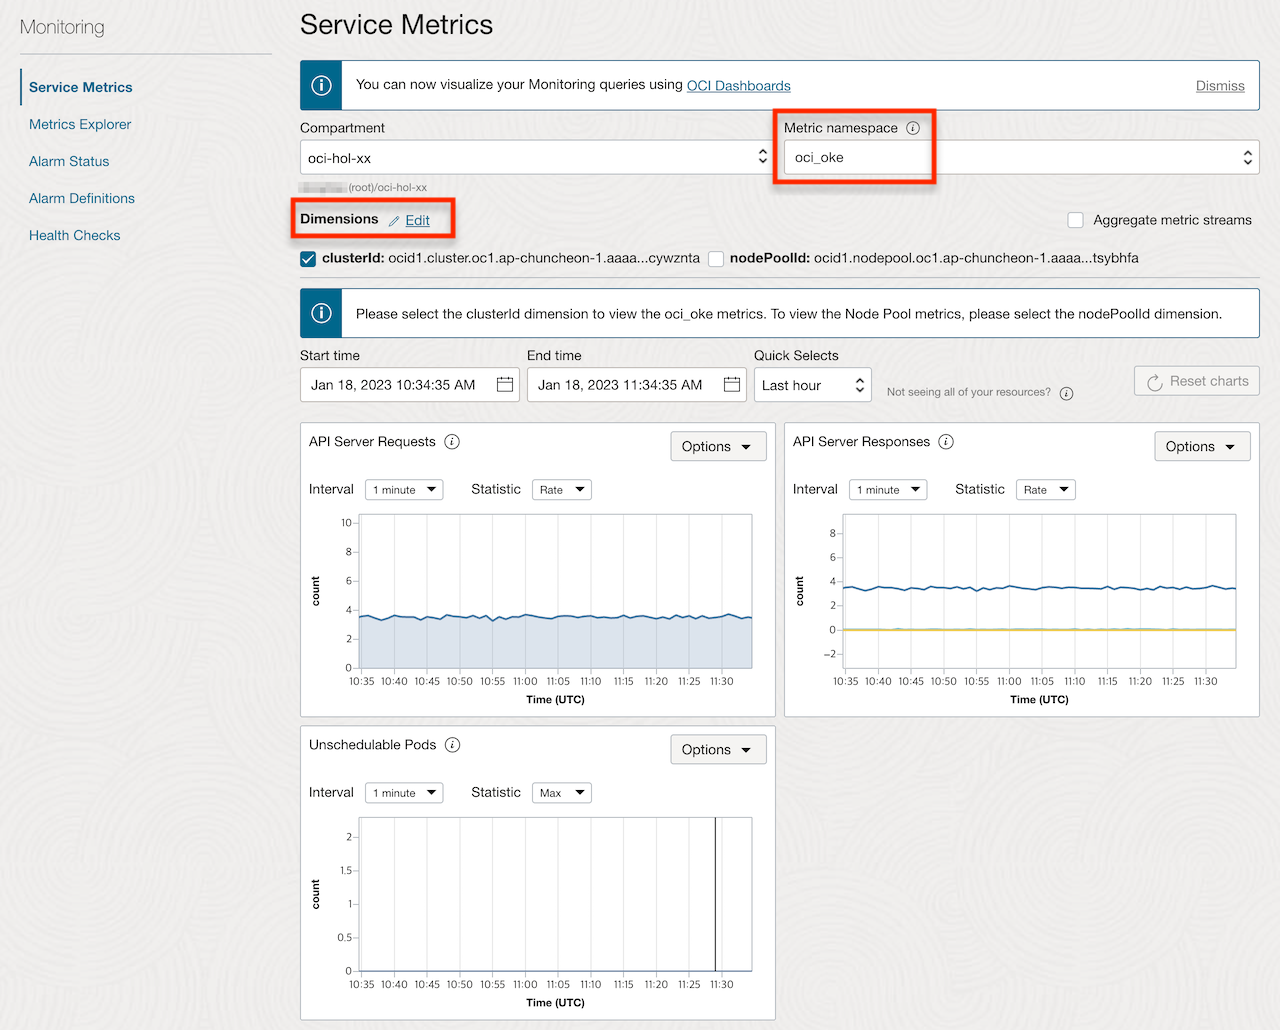 Monitoring
Service Metrics
Metrics Explorer
Alarm Status
Alarm Definitions
Health Checks
Service Metrics
You can now visualize your Monitoring queries using OCI Dashboards
Dismiss
Compartment
oci-hol-xx
(root)/oci-hol-xx
Metric namespace
oci_oke
Dimensions Edit
Aggregate metric streams
clusterId: ocid1.cluster.oc1.ap-chuncheon-1.aaaa...cywznta nodePoolId: ocid1.nodepool.oc1.ap-chuncheon-1.aaaa...tsybhfa
Please select the clusterId dimension to view the oci_oke metrics. To view the Node Pool metrics, please select the nodePoolId dimension.
Start time
Jan 18, 2023 10:34:35 AM
End time
Jan 18, 2023 11:34:35 AM
Quick Selects
Last hour
Not seeing all of your resources?
Reset charts
API Server Requests
Options
Interval 1 minute Statistic Rate
10
8
6
4
2
0
count
10:35 10:40 10:45 10:50 10:55 11:00 11:05 11:10 11:15 11:20 11:25 11:30
Time (UTC)
API Server Responses
Options
Interval 1 minute Statistic Rate
8
6
4
2
0
−2
count
10:35 10:40 10:45 10:50 10:55 11:00 11:05 11:10 11:15 11:20 11:25 11:30
Time (UTC)
Unschedulable Pods
Options
Interval 1 minute Statistic Max
2
1.5
1
0.5
0
count
10:35 10:40 10:45 10:50 10:55 11:00 11:05 11:10 11:15 11:20 11:25 11:30
Time (UTC)